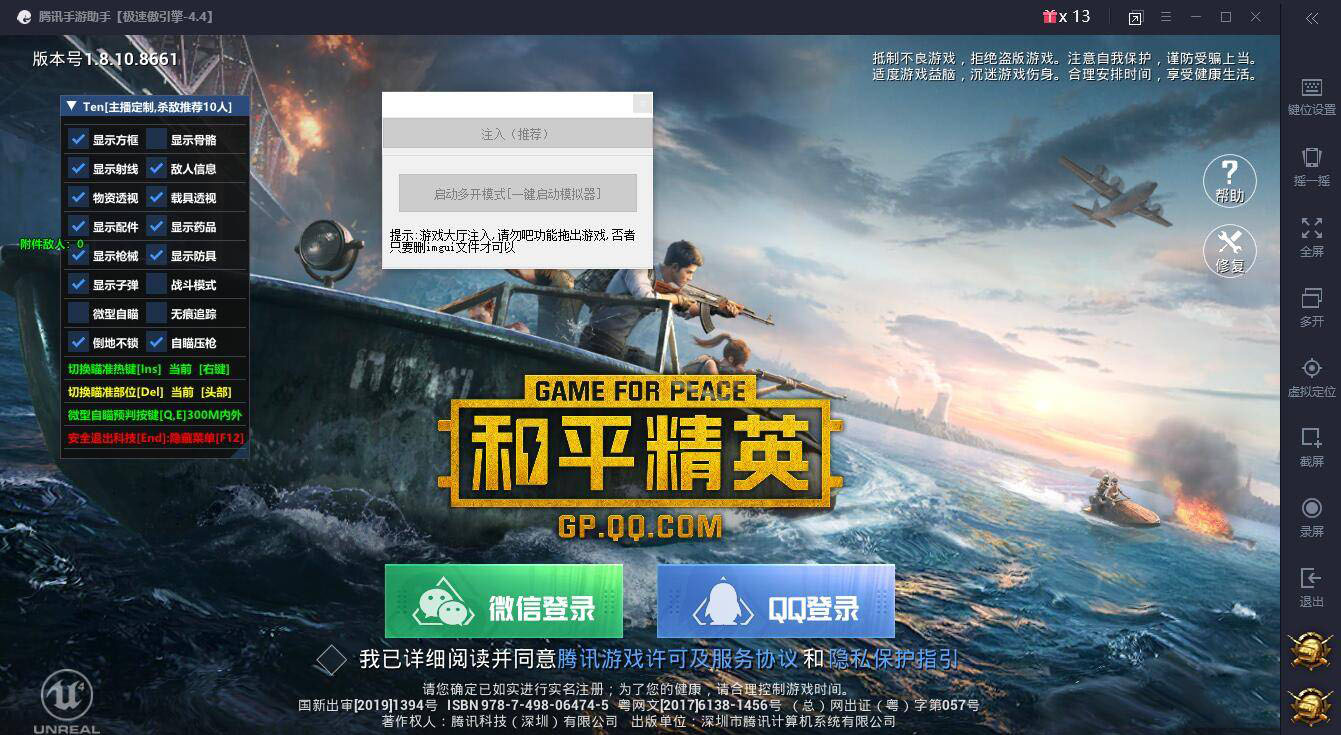 腾讯手游助手【极速傲引擎-4.4】
x 13
版本号1.8.10.8661
抵制不良游戏，拒绝盗版游戏。注意自我保护，谨防受骗上当。
适度游戏益脑，沉迷游戏伤身。合理安排时间，享受健康生活。
Ten[主播定制,杀敌推荐10人]
显示方框 显示骨骼
显示射线 敌人信息
物资透视 载具透视
显示配件 显示药品
附件敌人：0
显示枪械 显示防具
显示子弹 战斗模式
微型自瞄 无痕追踪
倒地不锁 自瞄压枪
切换瞄准热键[Ins] 当前 [右键]
切换瞄准部位[Del] 当前 [头部]
微型自瞄预判按键[Q,E]300M内外
安全退出科技[End]:隐藏菜单[F12]
注入（推荐）
启动多开模式[一键启动模拟器]
提示:游戏大厅注入,请勿吧功能拖出游戏,否者
只要删imgui文件才可以
帮助
修复
键位设置
摇一摇
全屏
多开
虚拟定位
截屏
录屏
退出
GAME FOR PEACE
和平精英
GP.QQ.COM
微信登录
QQ登录
我已详细阅读并同意腾讯游戏许可及服务协议 和 隐私保护指引
请您确定已如实进行实名注册；为了您的健康，请合理控制游戏时间。
国新出审[2019]1394号 ISBN 978-7-498-06474-5 粤网文[2017]6138-1456号 （总）网出证（粤）字第057号
著作权人：腾讯科技（深圳）有限公司 出版单位：深圳市腾讯计算机系统有限公司
UNREAL